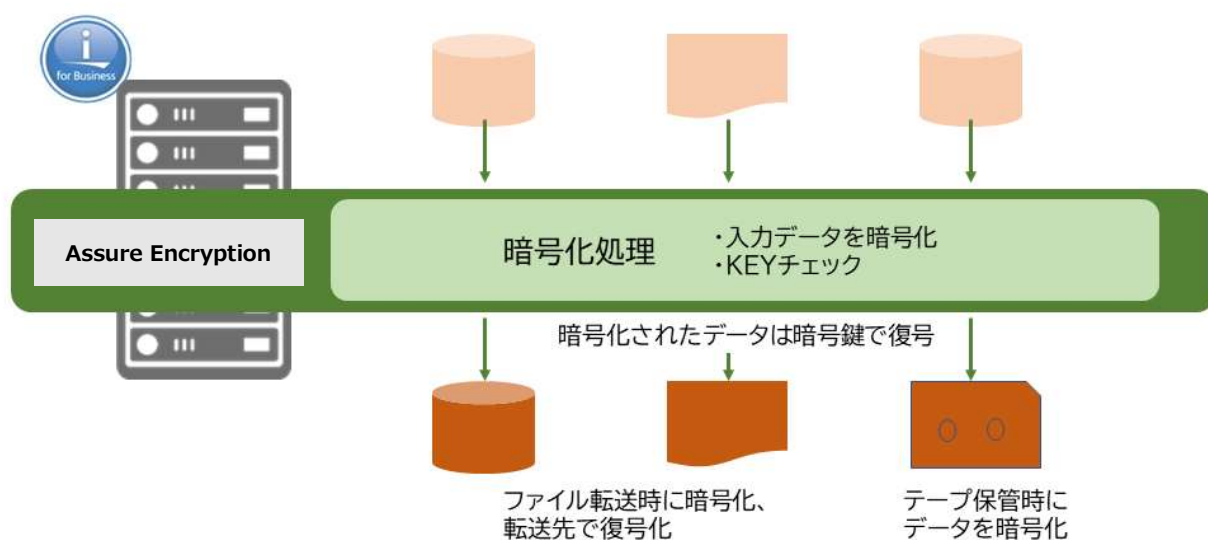 i
for Business
Assure Encryption
暗号化処理
・入力データを暗号化
・KEYチェック
暗号化されたデータは暗号鍵で復号
ファイル転送時に暗号化、
転送先で復号化
テープ保管時に
データを暗号化